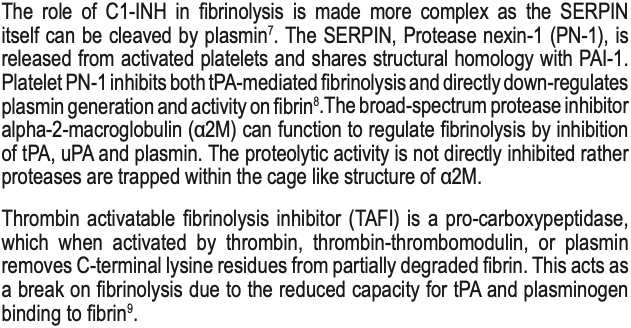 The role of C1-INH in fibrinolysis is made more complex as the SERPIN
itself can be cleaved by plasmin⁷. The SERPIN, Protease nexin-1 (PN-1), is
released from activated platelets and shares structural homology with PAI-1.
Platelet PN-1 inhibits both tPA-mediated fibrinolysis and directly down-regulates
plasmin generation and activity on fibrin⁸.The broad-spectrum protease inhibitor
alpha-2-macroglobulin (α2M) can function to regulate fibrinolysis by inhibition
of tPA, uPA and plasmin. The proteolytic activity is not directly inhibited rather
proteases are trapped within the cage like structure of α2M.

Thrombin activatable fibrinolysis inhibitor (TAFI) is a pro-carboxypeptidase,
which when activated by thrombin, thrombin-thrombomodulin, or plasmin
removes C-terminal lysine residues from partially degraded fibrin. This acts as
a break on fibrinolysis due to the reduced capacity for tPA and plasminogen
binding to fibrin⁹.